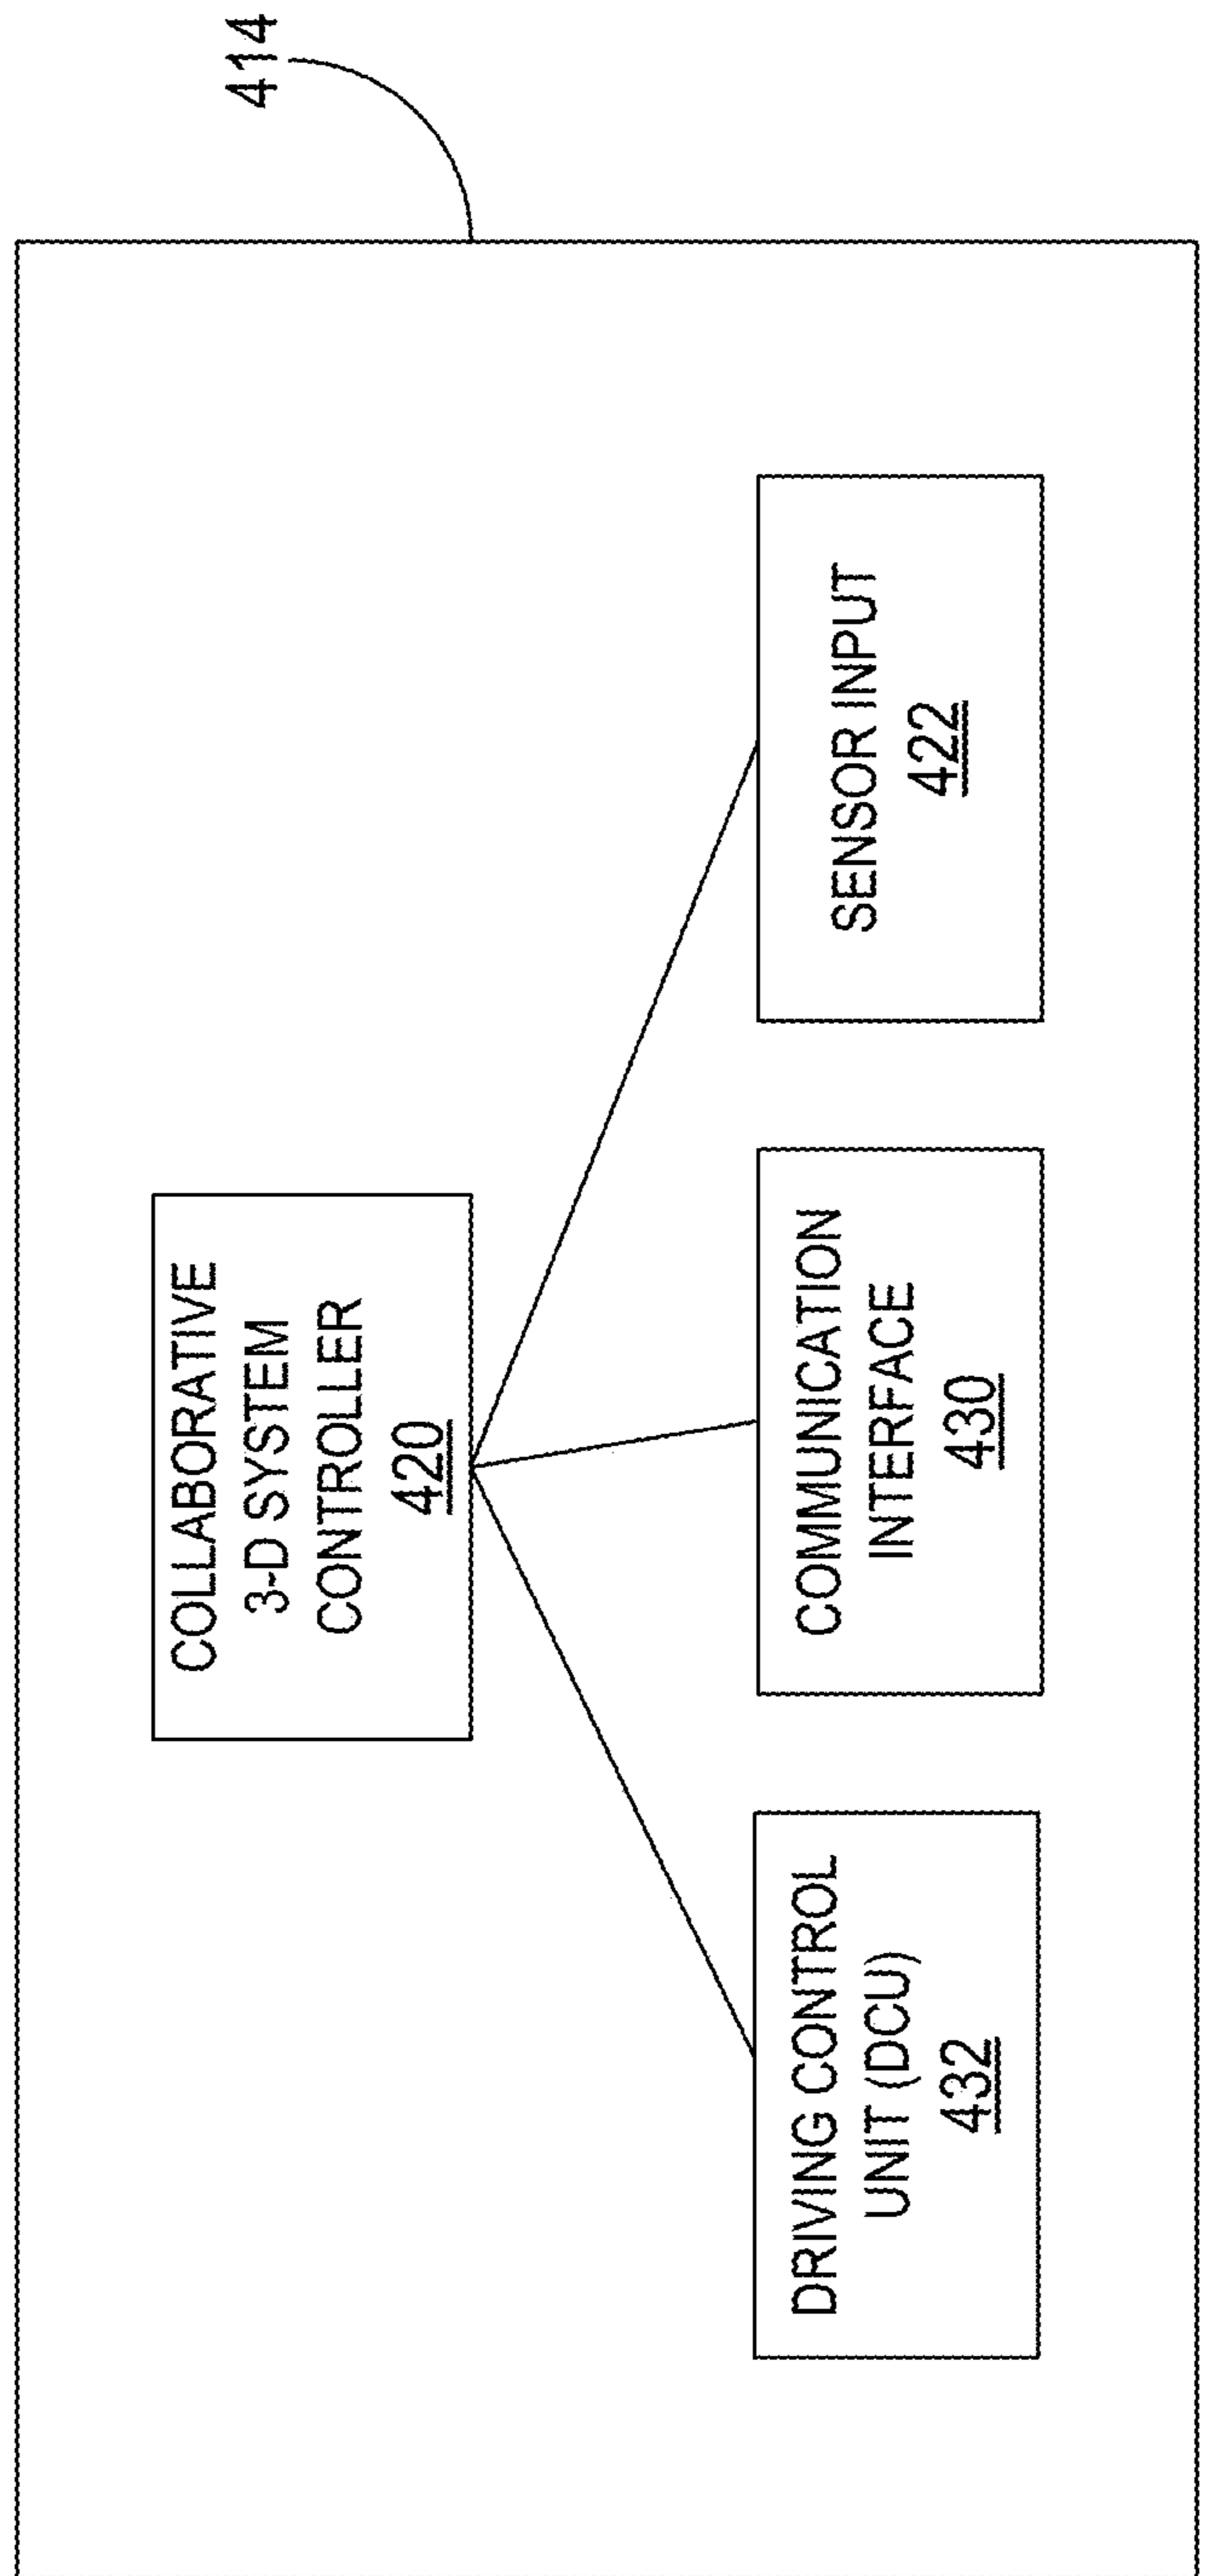 414
COLLABORATIVE
3-D SYSTEM
CONTROLLER
420
DRIVING CONTROL
UNIT (DCU)
432
COMMUNICATION
INTERFACE
430
SENSOR INPUT
422